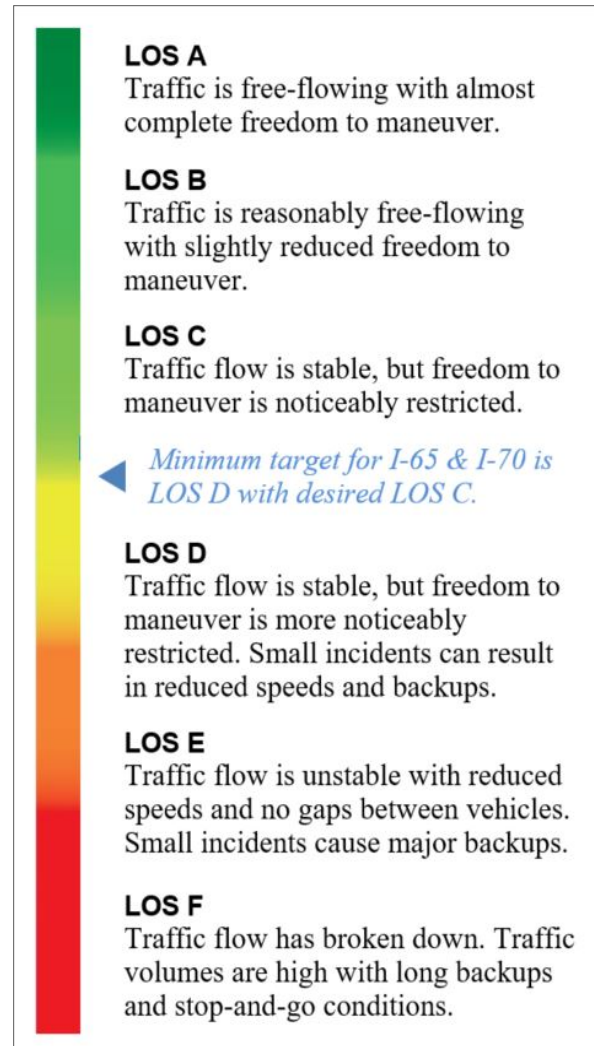 LOS A
Traffic is free-flowing with almost
complete freedom to maneuver.
LOS B
Traffic is reasonably free-flowing
with slightly reduced freedom to
maneuver.
LOS C
Traffic flow is stable, but freedom to
maneuver is noticeably restricted.
Minimum target for I-65 & I-70 is
LOS D with desired LOS C.
LOS D
Traffic flow is stable, but freedom to
maneuver is more noticeably
restricted. Small incidents can result
in reduced speeds and backups.
LOS E
Traffic flow is unstable with reduced
speeds and no gaps between vehicles.
Small incidents cause major backups.
LOS F
Traffic flow has broken down. Traffic
volumes are high with long backups
and stop-and-go conditions.